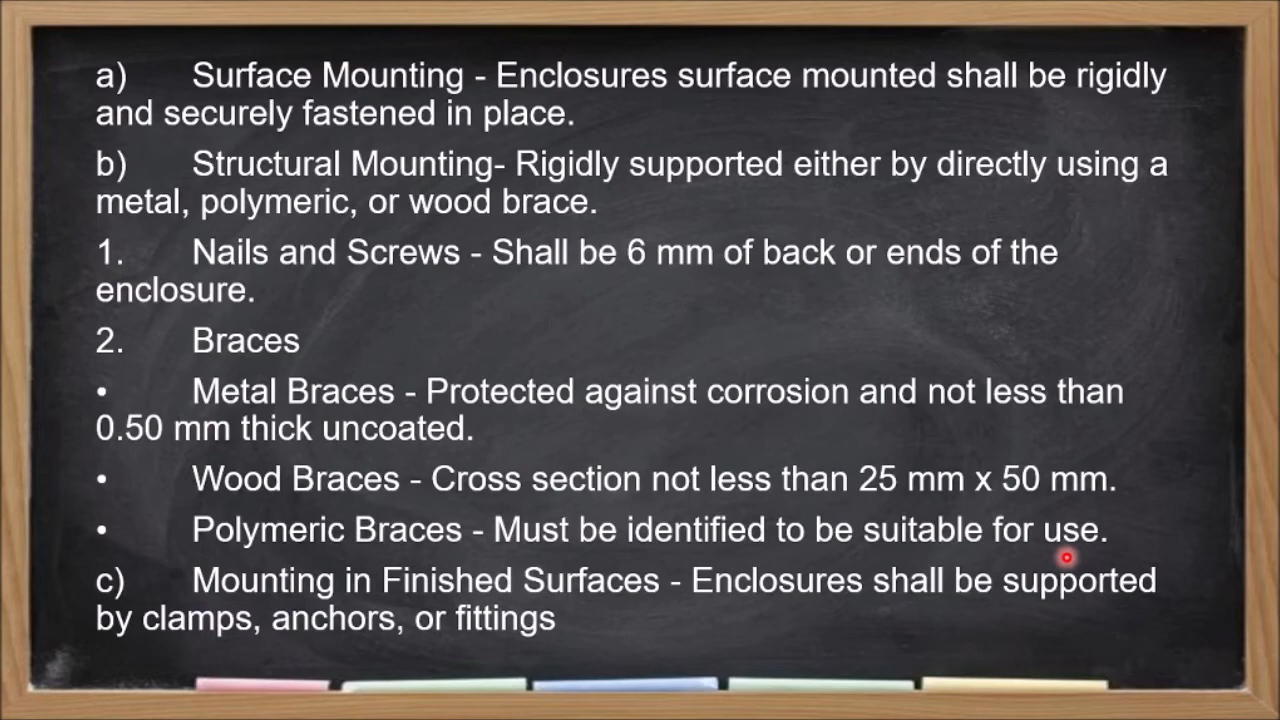 a) Surface Mounting - Enclosures surface mounted shall be rigidly
and securely fastened in place.
b) Structural Mounting- Rigidly supported either by directly using a
metal, polymeric, or wood brace.
1. Nails and Screws - Shall be 6 mm of back or ends of the
enclosure.
2. Braces
• Metal Braces - Protected against corrosion and not less than
0.50 mm thick uncoated.
• Wood Braces - Cross section not less than 25 mm x 50 mm.
• Polymeric Braces - Must be identified to be suitable for use.
c) Mounting in Finished Surfaces - Enclosures shall be supported
by clamps, anchors, or fittings